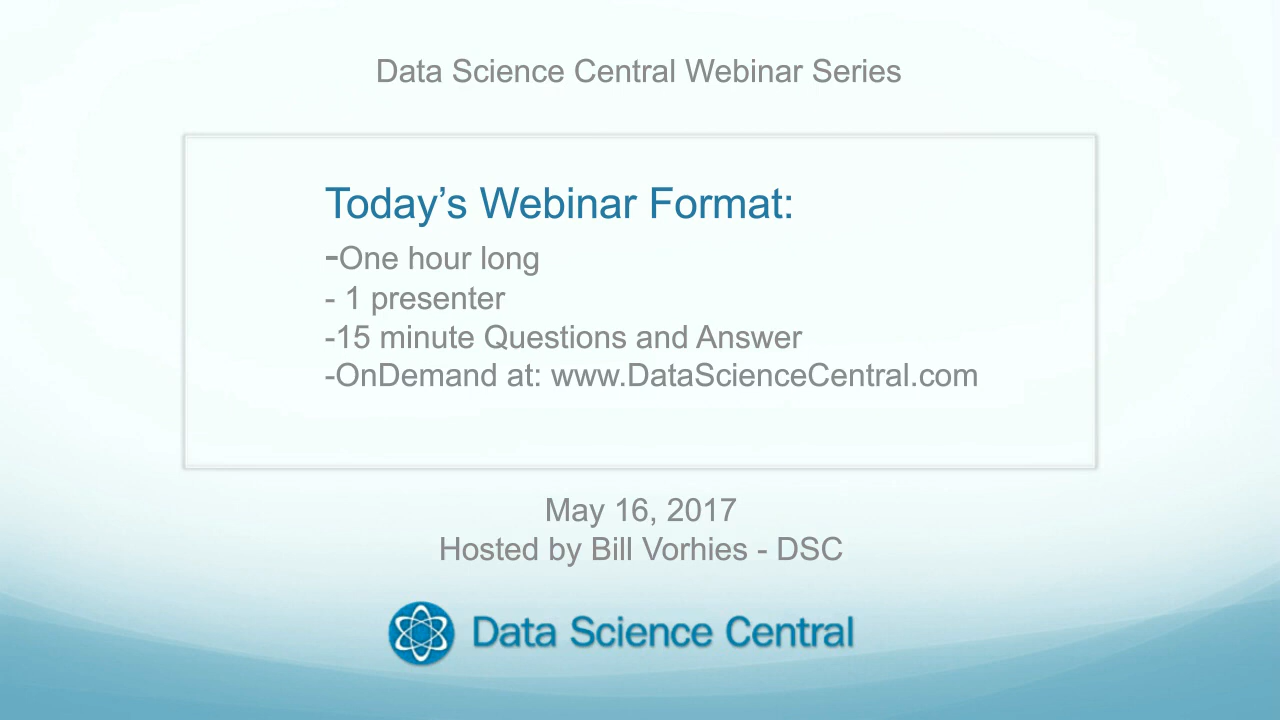 Data Science Central Webinar Series
Today’s Webinar Format:
-One hour long
- 1 presenter
-15 minute Questions and Answer
-OnDemand at: www.DataScienceCentral.com
May 16, 2017
Hosted by Bill Vorhies - DSC
Data Science Central